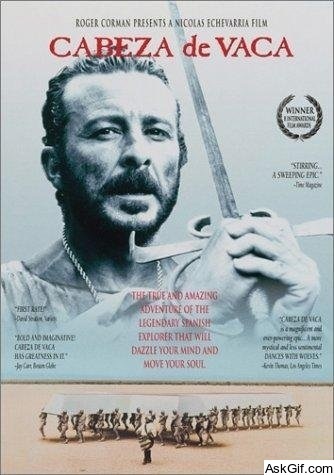 ROGER CORMAN PRESENTS A NICOLAS ECHEVARRIA FILM
CABEZA de VACA
WINNER
8 INTERNATIONAL
FILM AWARDS
"STIRRING...
A SWEEPING EPIC."
-Time Magazine
THE TRUE AND AMAZING
ADVENTURE OF THE
LEGENDARY SPANISH
EXPLORER THAT WILL
DAZZLE YOUR MIND AND
MOVE YOUR SOUL.
"FIRST RATE!"
-David Stratton, Variety
"BOLD AND IMAGINATIVE!
CABEZA DE VACA
HAS GREATNESS IN IT."
-Jay Carr, Boston Globe
"CABEZA DE VACA
is a magnificent and
ever-powering epic...A more
mystical and less sentimental
DANCES WITH WOLVES."
-Kevin Thomas, Los Angeles Times
AskGif.com